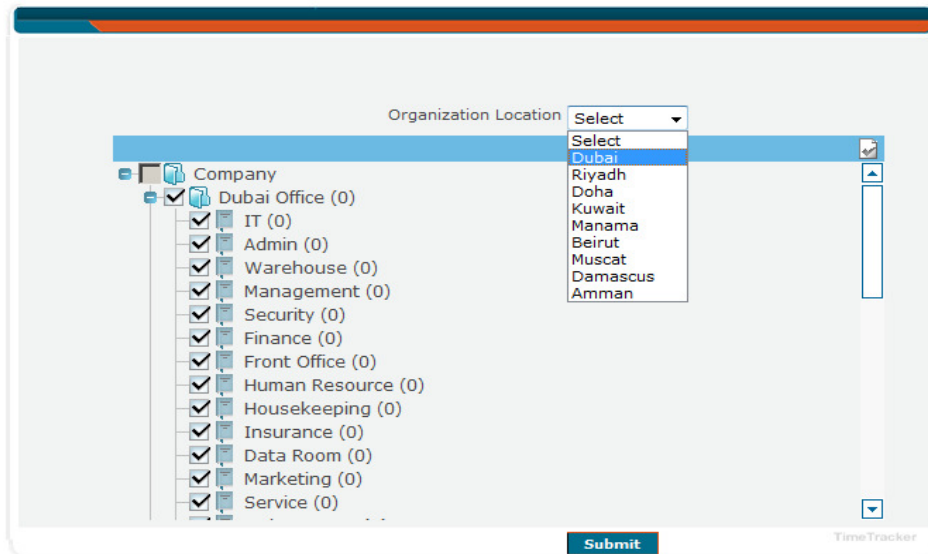 Organization Location Select
Select
Dubai
Riyadh
Doha
Kuwait
Manama
Beirut
Muscat
Damascus
Amman
Company
Dubai Office (0)
IT (0)
Admin (0)
Warehouse (0)
Management (0)
Security (0)
Finance (0)
Front Office (0)
Human Resource (0)
Housekeeping (0)
Insurance (0)
Data Room (0)
Marketing (0)
Service (0)
Submit
TimeTracker